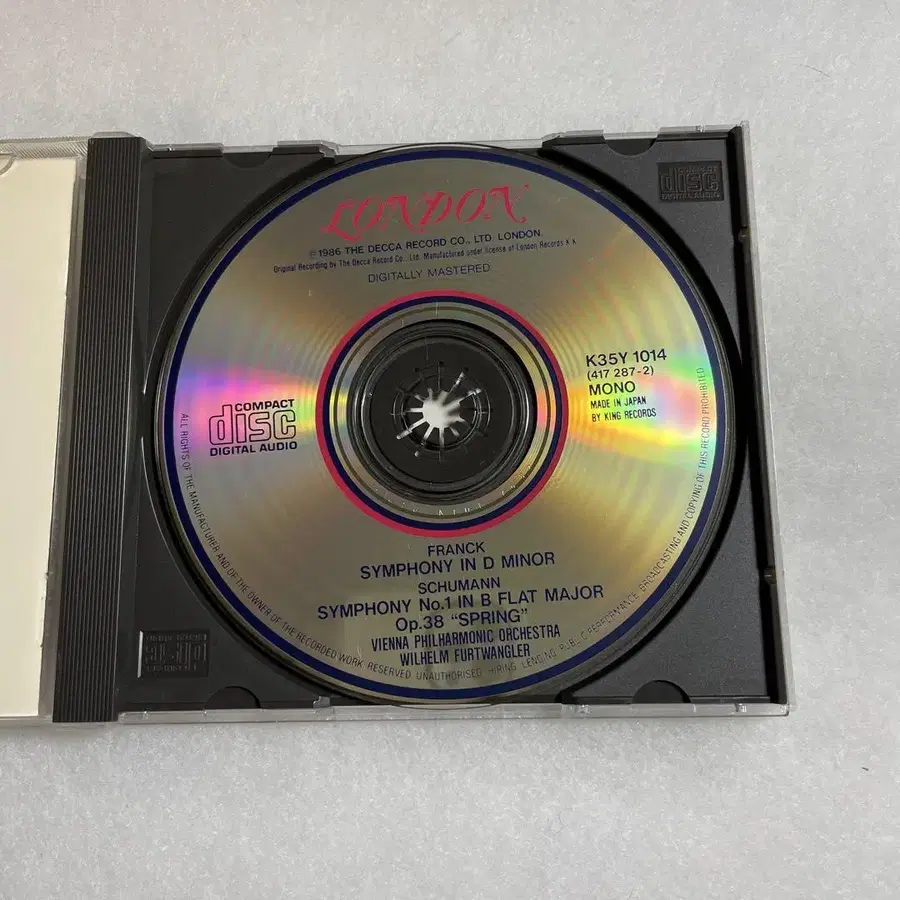 LONDON
℗1986 THE DECCA RECORD CO., LTD. LONDON
Original Recording by The Decca Record Co., Ltd. Manufactured under license of London Records K.K.
DIGITALLY MASTERED
K35Y 1014
(417 287-2)
MONO
MADE IN JAPAN
BY KING RECORDS
COMPACT
disc
DIGITAL AUDIO
FRANCK
SYMPHONY IN D MINOR
SCHUMANN
SYMPHONY No.1 IN B FLAT MAJOR
Op.38 "SPRING"
VIENNA PHILHARMONIC ORCHESTRA
WILHELM FURTWANGLER
ALL RIGHTS OF THE MANUFACTURER AND OF THE OWNER OF THE RECORDED WORK RESERVED UNAUTHORISED HIRING LENDING PUBLIC PERFORMANCE BROADCASTING AND COPYING OF THIS RECORD PROHIBITED
COMPACT
disc
DIGITAL AUDIO
COMPACT
disc
DIGITAL AUDIO